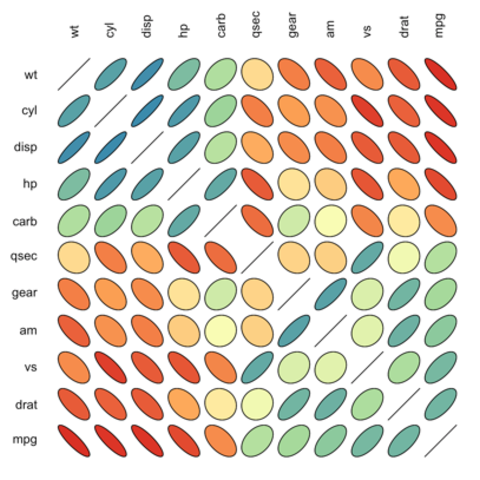 wt cyl disp hp carb qsec gear am vs drat mpg
wt
cyl
disp
hp
carb
qsec
gear
am
vs
drat
mpg